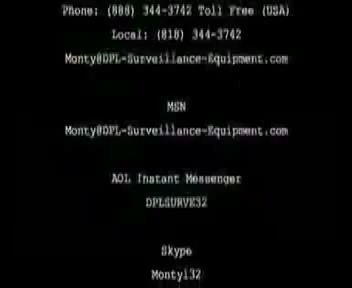 Phone: (888) 344-3742 Toll Free (USA)
Local: (818) 344-3742
Monty@DPL-Surveillance-Equipment.com
MSN
Monty@DPL-Surveillance-Equipment.com
AOL Instant Messenger
DPLSURVE32
Skype
Montyl32